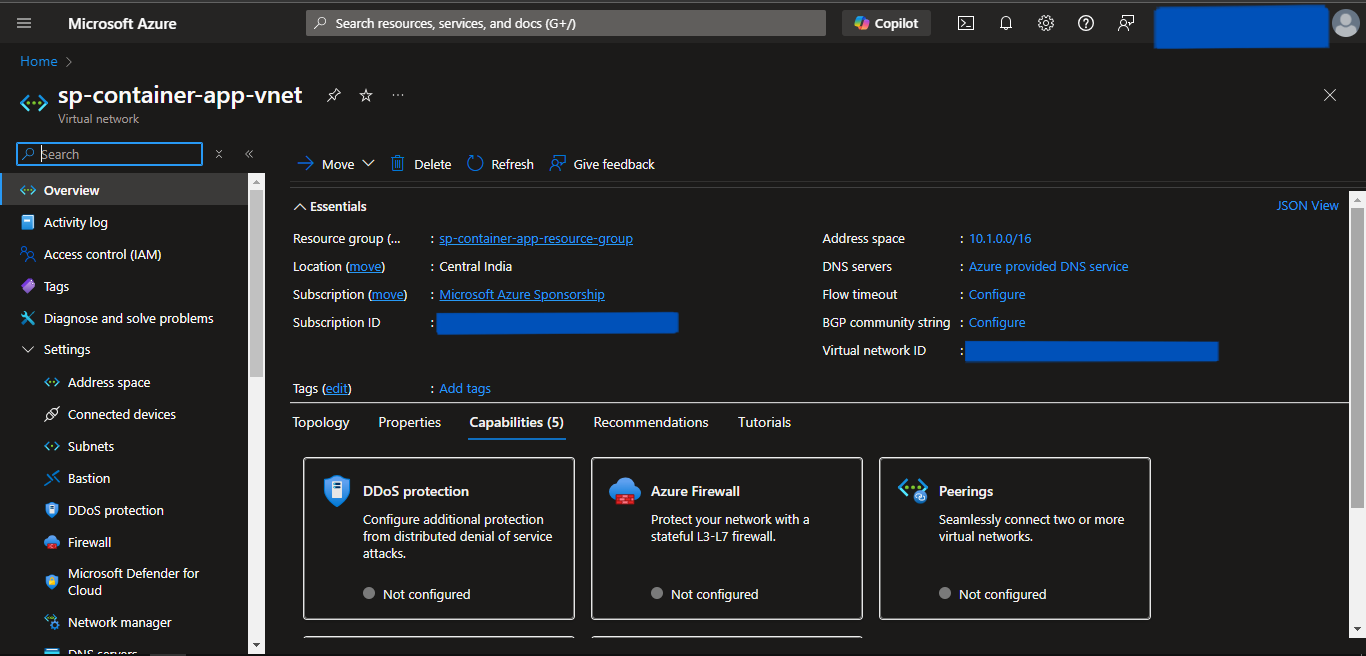 Microsoft Azure
Search resources, services, and docs (G+/)
Copilot
Home
sp-container-app-vnet
Virtual network
Search
Overview
Activity log
Access control (IAM)
Tags
Diagnose and solve problems
Settings
Address space
Connected devices
Subnets
Bastion
DDoS protection
Firewall
Microsoft Defender for
Cloud
Network manager
DNS servers
Move
Delete
Refresh
Give feedback
Essentials
JSON View
Resource group (...
: sp-container-app-resource-group
Location (move)
: Central India
Subscription (move)
: Microsoft Azure Sponsorship
Subscription ID
:
Address space
: 10.1.0.0/16
DNS servers
: Azure provided DNS service
Flow timeout
: Configure
BGP community string
: Configure
Virtual network ID
:
Tags (edit)
: Add tags
Topology
Properties
Capabilities (5)
Recommendations
Tutorials
DDoS protection
Configure additional protection
from distributed denial of service
attacks.
Not configured
Azure Firewall
Protect your network with a
stateful L3-L7 firewall.
Not configured
Peerings
Seamlessly connect two or more
virtual networks.
Not configured